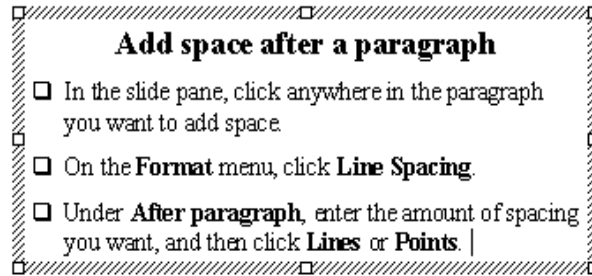 Add space after a paragraph
In the slide pane, click anywhere in the paragraph
you want to add space.
On the Format menu, click Line Spacing.
Under After paragraph, enter the amount of spacing
you want, and then click Lines or Points.